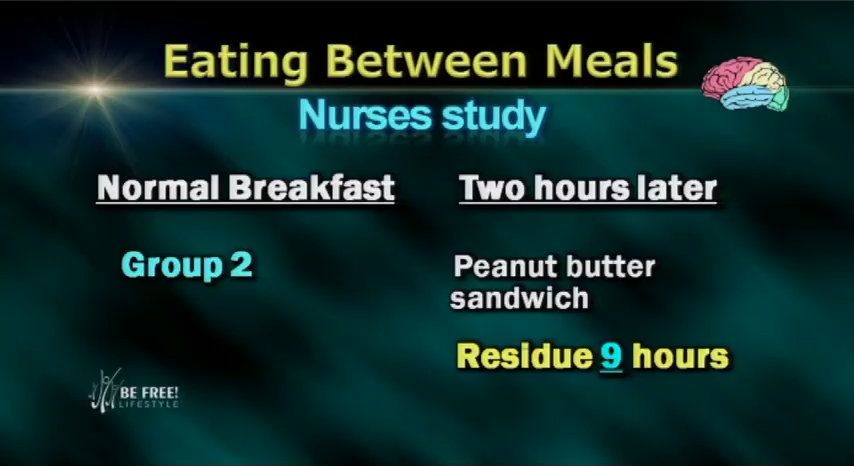 Eating Between Meals
Nurses study
Normal Breakfast
Two hours later
Group 2
Peanut butter
sandwich
Residue 9 hours
BE FREE!
LIFESTYLE